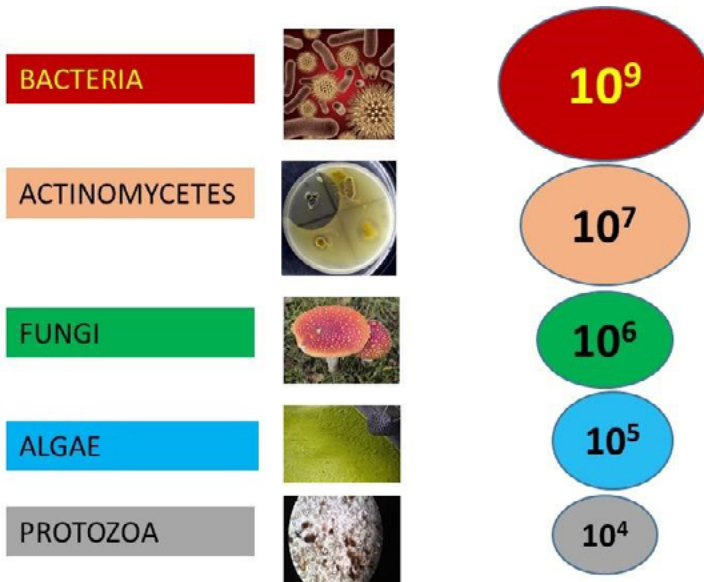 BACTERIA
10⁹
ACTINOMYCETES
10⁷
FUNGI
10⁶
ALGAE
10⁵
PROTOZOA
10⁴